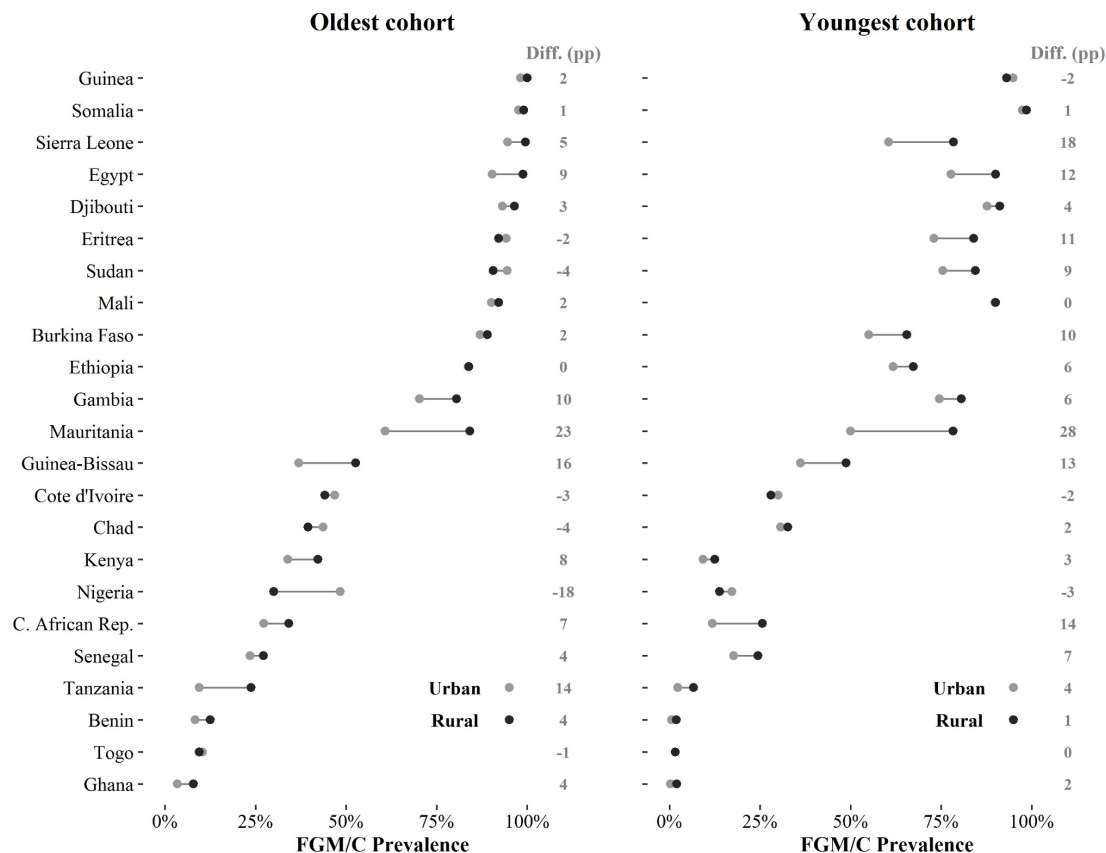 Oldest cohort Youngest cohort
Diff. (pp) Diff. (pp)
Guinea 2 -2
Somalia 1 1
Sierra Leone 5 18
Egypt 9 12
Djibouti 3 4
Eritrea -2 11
Sudan -4 9
Mali 2 0
Burkina Faso 2 10
Ethiopia 0 6
Gambia 10 6
Mauritania 23 28
Guinea-Bissau 16 13
Cote d'Ivoire -3 -2
Chad -4 2
Kenya 8 3
Nigeria -18 -3
C. African Rep. 7 14
Senegal 4 7
Tanzania Urban 14 Urban 4
Benin Rural 4 Rural 1
Togo -1 0
Ghana 4 2
0% 25% 50% 75% 100% 0% 25% 50% 75% 100%
FGM/C Prevalence FGM/C Prevalence